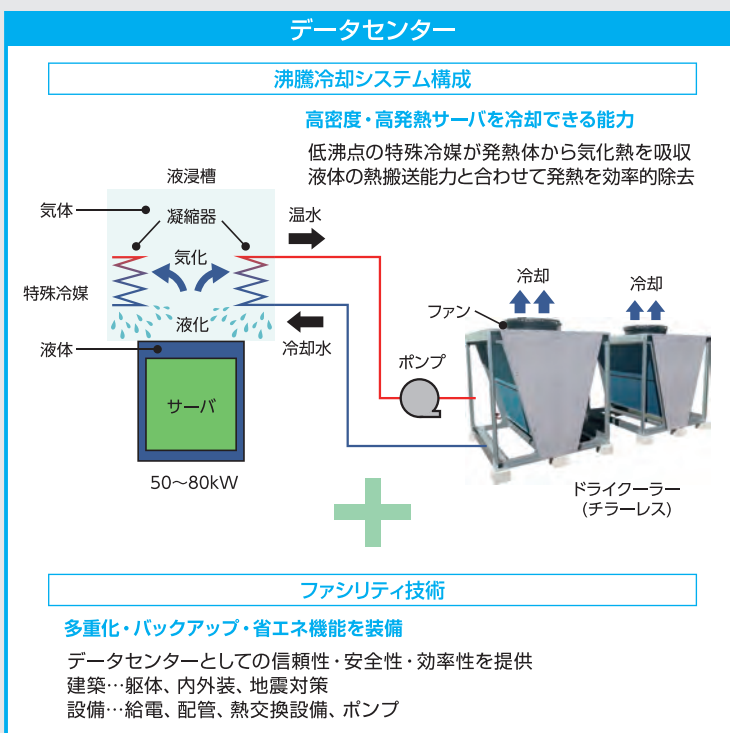 データセンター
沸騰冷却システム構成
高密度・高発熱サーバを冷却できる能力
低沸点の特殊冷媒が発熱体から気化熱を吸収
液体の熱搬送能力と合わせて発熱を効率的除去
液浸槽
気体
凝縮器
温水
気化
特殊冷媒
液化
冷却水
液体
サーバ
50～80kW
ポンプ
ファン
冷却
冷却
ドライクーラー
(チラーレス)
ファシリティ技術
多重化・バックアップ・省エネ機能を装備
データセンターとしての信頼性・安全性・効率性を提供
建築…躯体、内外装、地震対策
設備…給電、配管、熱交換設備、ポンプ